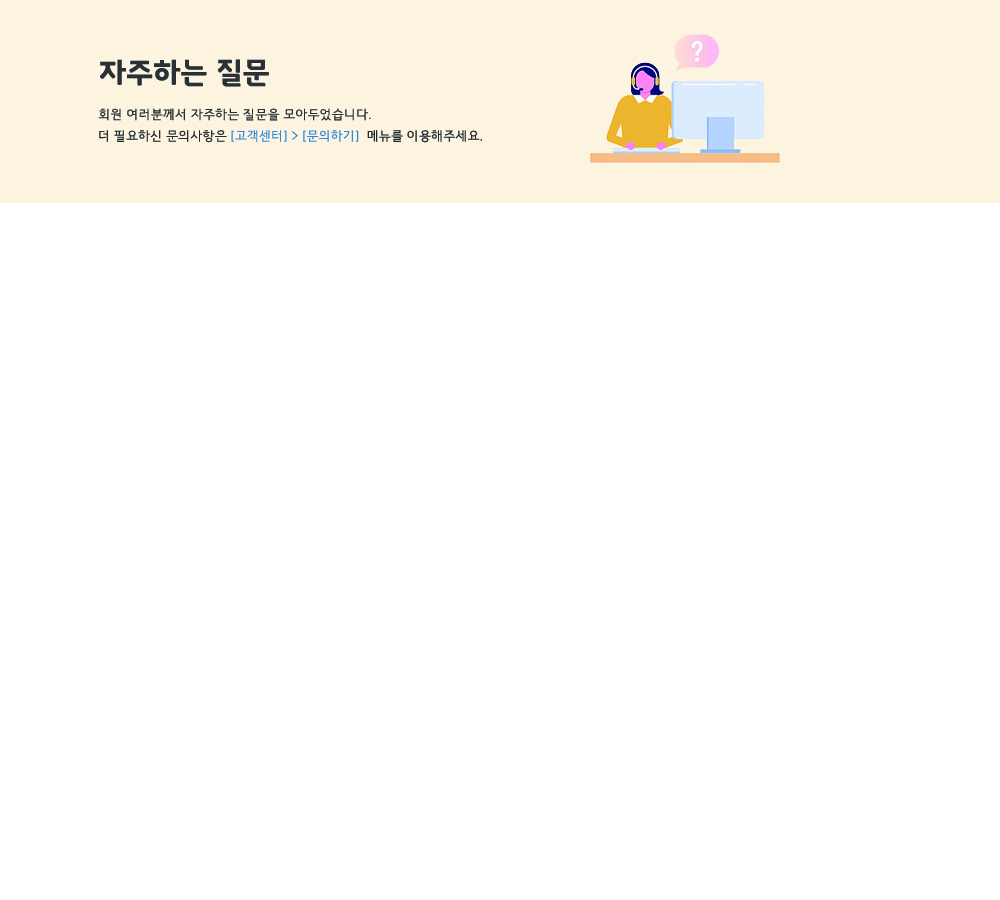 자주하는 질문
?
회원 여러분께서 자주하는 질문을 모아두었습니다.
더 필요하신 문의사항은 [고객센터] > [문의하기] 메뉴를 이용해주세요.